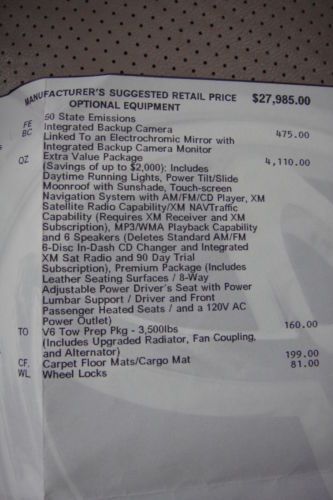 MANUFACTURER'S SUGGESTED RETAIL PRICE $27,985.00
OPTIONAL EQUIPMENT
FE 50 State Emissions
BC Integrated Backup Camera 475.00
Linked To an Electrochromic Mirror with
Integrated Backup Camera Monitor
QZ Extra Value Package 4,110.00
(Savings of up to $2,000): Includes
Daytime Running Lights, Power Tilt/Slide
Moonroof with Sunshade, Touch-screen
Navigation System with AM/FM/CD Player, XM
Satellite Radio Capability/XM NAVTraffic
Capability (Requires XM Receiver and XM
Subscription), MP3/WMA Playback Capability
and 6 Speakers (Deletes Standard AM/FM
6-Disc In-Dash CD Changer and Integrated
XM Sat Radio and 90 Day Trial
Subscription), Premium Package (Includes
Leather Seating Surfaces / 8-Way
Adjustable Power Driver's Seat with Power
Lumbar Support / Driver and Front
Passenger Heated Seats / and a 120V AC
Power Outlet)
TO V6 Tow Prep Pkg - 3,500lbs 160.00
(Includes Upgraded Radiator, Fan Coupling,
and Alternator)
CF. Carpet Floor Mats/Cargo Mat 199.00
WL Wheel Locks 81.00